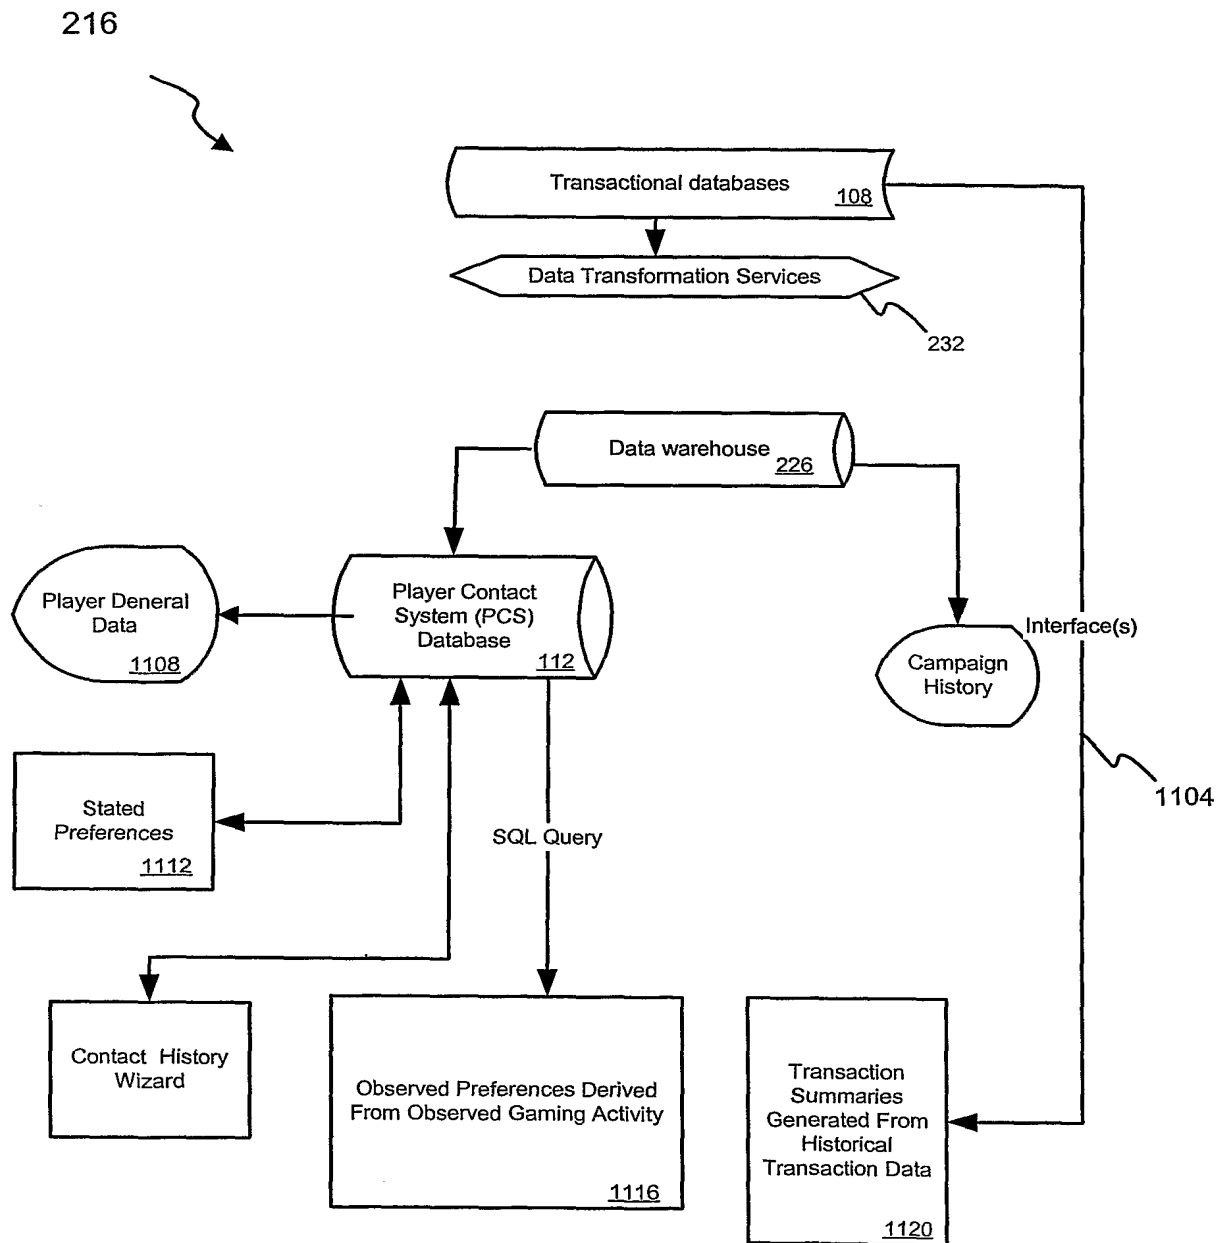 216
Transactional databases
108
Data Transformation Services
232
Data warehouse
226
Player Contact
System (PCS)
Database
112
Player Deneral
Data
1108
Interface(s)
Campaign
History
1104
Stated
Preferences
1112
SQL Query
Contact History
Wizard
Observed Preferences Derived
From Observed Gaming Activity
1116
Transaction
Summaries
Generated From
Historical
Transaction Data
1120